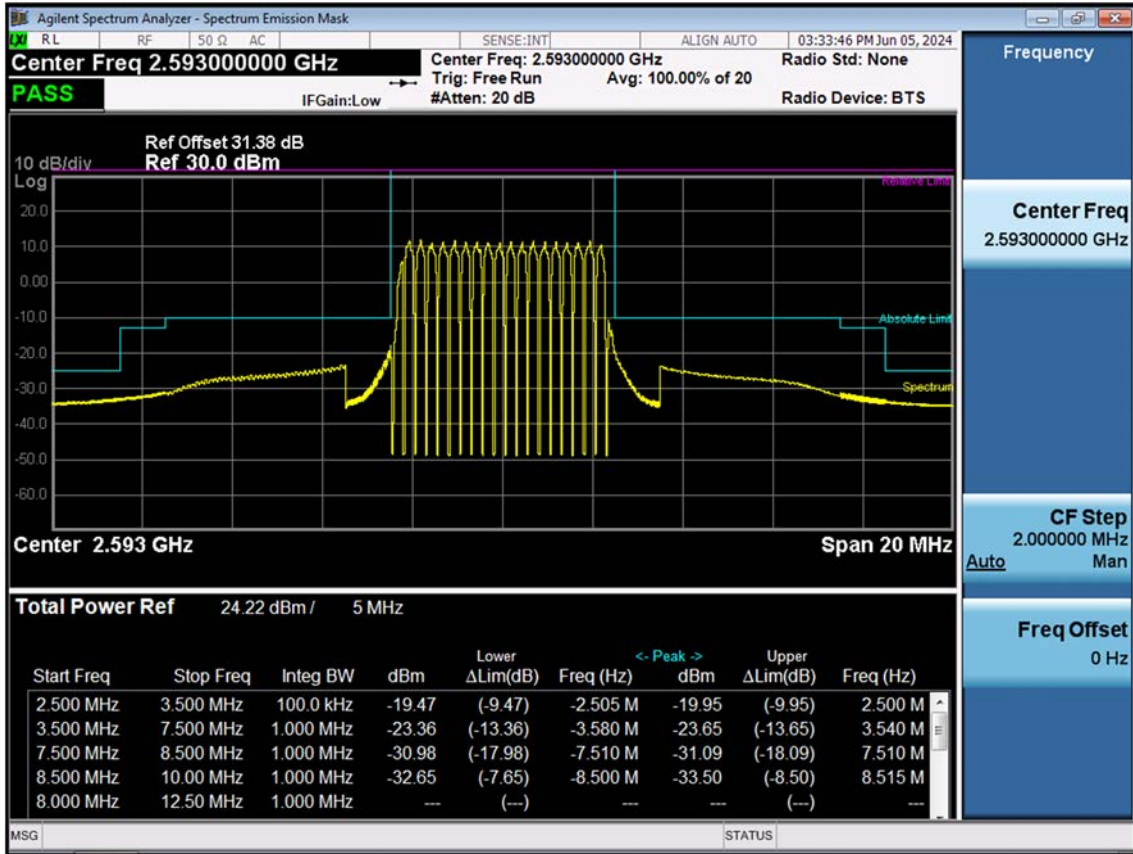 Agilent Spectrum Analyzer - Spectrum Emission Mask
LXI RL RF 50 Ω AC SENSE:INT ALIGN AUTO 03:33:46 PM Jun 05, 2024
Center Freq 2.593000000 GHz
PASS
IFGain:Low
Center Freq: 2.593000000 GHz
Trig: Free Run Avg: 100.00% of 20
#Atten: 20 dB
Radio Std: None
Radio Device: BTS
Ref Offset 31.38 dB
10 dB/div Ref 30.0 dBm
Log
Relative Limit
20.0
10.0
0.00
-10.0
Absolute Limit
-20.0
-30.0
Spectrum
-40.0
-50.0
-60.0
Center 2.593 GHz Span 20 MHz
Total Power Ref 24.22 dBm / 5 MHz
Lower <- Peak -> Upper
Start Freq Stop Freq Integ BW dBm ΔLim(dB) Freq (Hz) dBm ΔLim(dB) Freq (Hz)
2.500 MHz 3.500 MHz 100.0 kHz -19.47 (-9.47) -2.505 M -19.95 (-9.95) 2.500 M
3.500 MHz 7.500 MHz 1.000 MHz -23.36 (-13.36) -3.580 M -23.65 (-13.65) 3.540 M
7.500 MHz 8.500 MHz 1.000 MHz -30.98 (-17.98) -7.510 M -31.09 (-18.09) 7.510 M
8.500 MHz 10.00 MHz 1.000 MHz -32.65 (-7.65) -8.500 M -33.50 (-8.50) 8.515 M
8.000 MHz 12.50 MHz 1.000 MHz --- (---) --- --- (---) ---
MSG STATUS
Frequency
Center Freq
2.593000000 GHz
CF Step
2.000000 MHz
Auto Man
Freq Offset
0 Hz